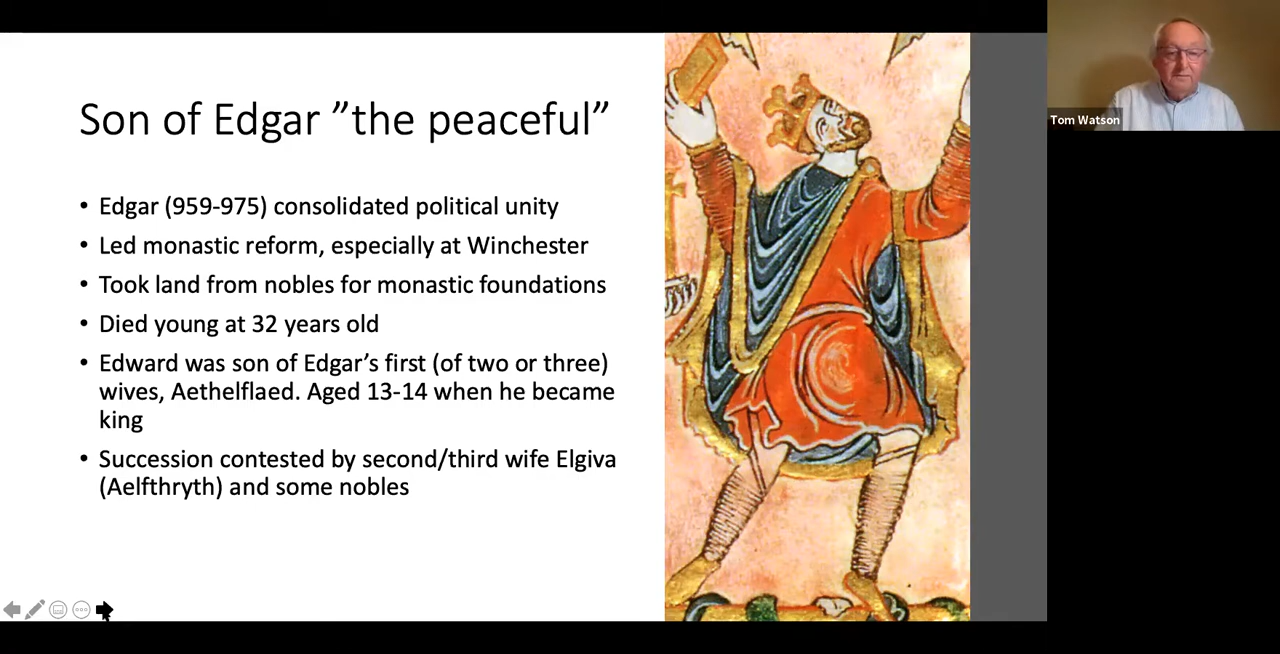 Son of Edgar ”the peaceful”
• Edgar (959-975) consolidated political unity
• Led monastic reform, especially at Winchester
• Took land from nobles for monastic foundations
• Died young at 32 years old
• Edward was son of Edgar’s first (of two or three)
wives, Aethelflaed. Aged 13-14 when he became
king
• Succession contested by second/third wife Elgiva
(Aelfthryth) and some nobles
Tom Watson